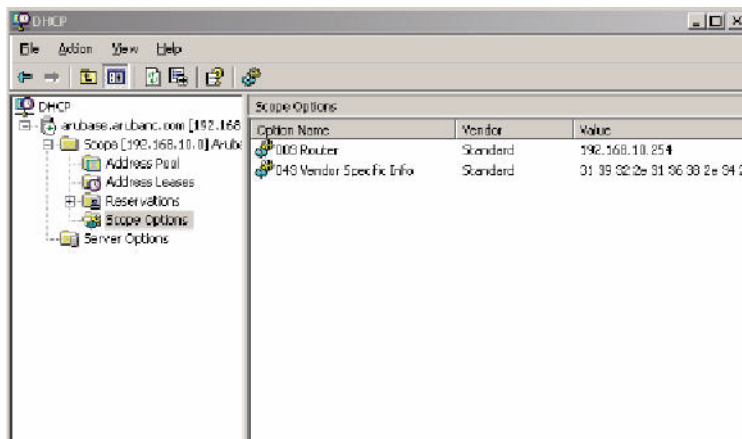 DHCP
File Action View Help
DHCP
arubase.arubanc.com [192.168
Scope [192.168.10.0] Arub
Address Pool
Address Leases
Reservations
Scope Options
Server Options
Scope Options
Option Name Vendor Value
003 Router Standard 192.168.10.254
043 Vendor Specific Info Standard 31 39 32 2e 31 36 38 2e 34 2